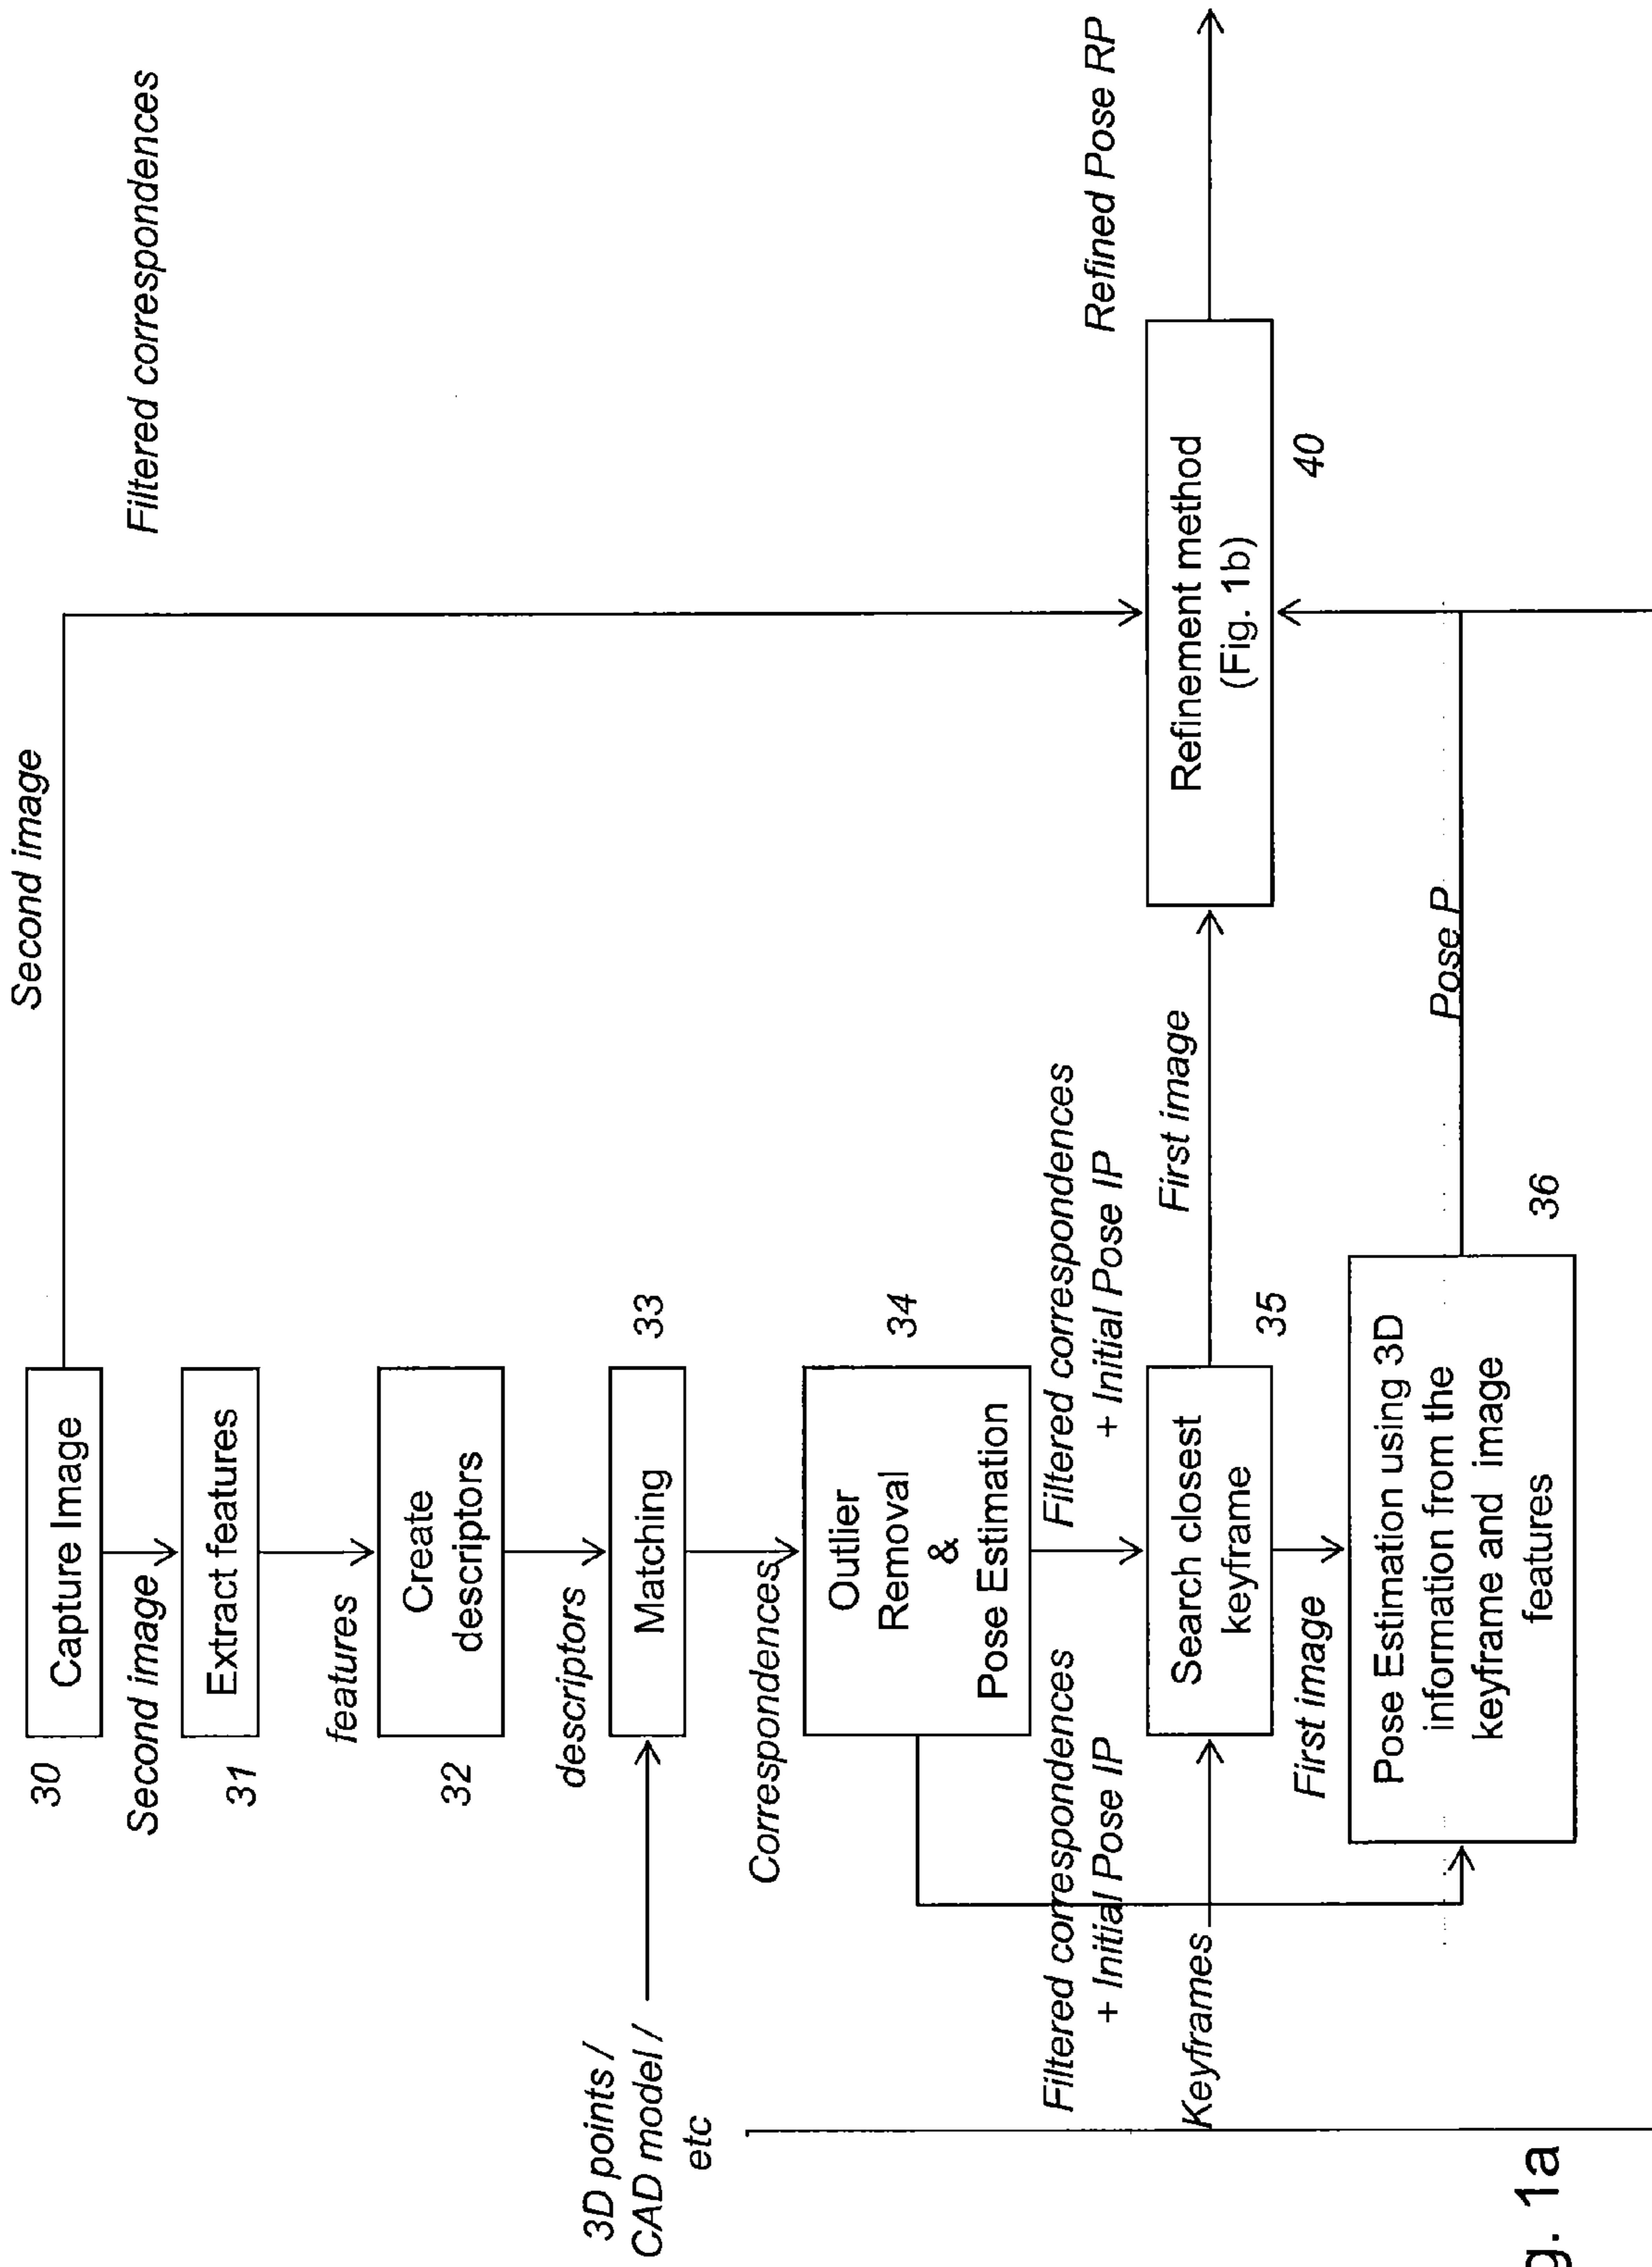 30
Capture Image
Second image
Second image
31
Extract features
features
32
Create
descriptors
descriptors
3D points /
CAD model /
etc
Matching
33
Correspondences
Outlier
Removal
&
Pose Estimation
34
Filtered correspondences
Filtered correspondences
+ Initial Pose IP
Filtered correspondences
+ Initial Pose IP
Keyframes
Search closest
keyframe
35
First image
Refinement method
(Fig. 1b)
40
Refined Pose RP
First image
Pose Estimation using 3D
information from the
keyframe and image
features
36
Pose P
g. 1a